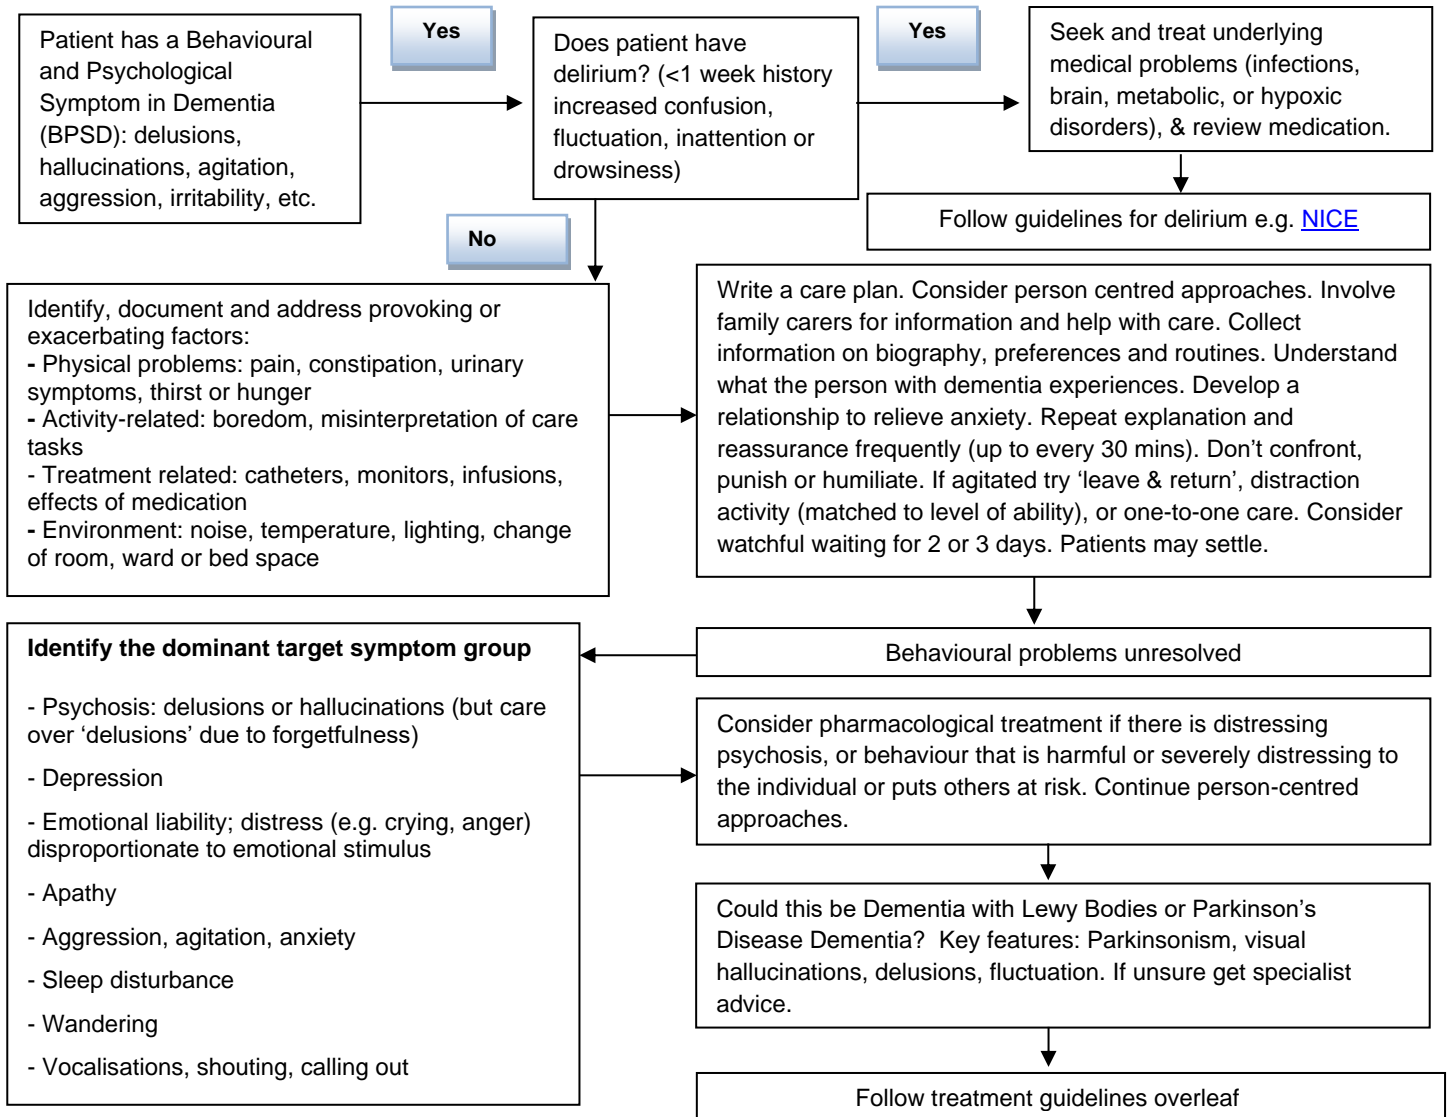 Patient has a Behavioural
and Psychological
Symptom in Dementia
(BPSD): delusions,
hallucinations, agitation,
aggression, irritability, etc.
Yes
Does patient have
delirium? (<1 week history
increased confusion,
fluctuation, inattention or
drowsiness)
Yes
Seek and treat underlying
medical problems (infections,
brain, metabolic, or hypoxic
disorders), & review medication.
Follow guidelines for delirium e.g. NICE
No
Identify, document and address provoking or
exacerbating factors:
- Physical problems: pain, constipation, urinary
symptoms, thirst or hunger
- Activity-related: boredom, misinterpretation of care
tasks
- Treatment related: catheters, monitors, infusions,
effects of medication
- Environment: noise, temperature, lighting, change
of room, ward or bed space
Write a care plan. Consider person centred approaches. Involve
family carers for information and help with care. Collect
information on biography, preferences and routines. Understand
what the person with dementia experiences. Develop a
relationship to relieve anxiety. Repeat explanation and
reassurance frequently (up to every 30 mins). Don’t confront,
punish or humiliate. If agitated try ‘leave & return’, distraction
activity (matched to level of ability), or one-to-one care. Consider
watchful waiting for 2 or 3 days. Patients may settle.
Behavioural problems unresolved
Identify the dominant target symptom group
- Psychosis: delusions or hallucinations (but care
over ‘delusions’ due to forgetfulness)
- Depression
- Emotional liability; distress (e.g. crying, anger)
disproportionate to emotional stimulus
- Apathy
- Aggression, agitation, anxiety
- Sleep disturbance
- Wandering
- Vocalisations, shouting, calling out
Consider pharmacological treatment if there is distressing
psychosis, or behaviour that is harmful or severely distressing to
the individual or puts others at risk. Continue person-centred
approaches.
Could this be Dementia with Lewy Bodies or Parkinson’s
Disease Dementia? Key features: Parkinsonism, visual
hallucinations, delusions, fluctuation. If unsure get specialist
advice.
Follow treatment guidelines overleaf